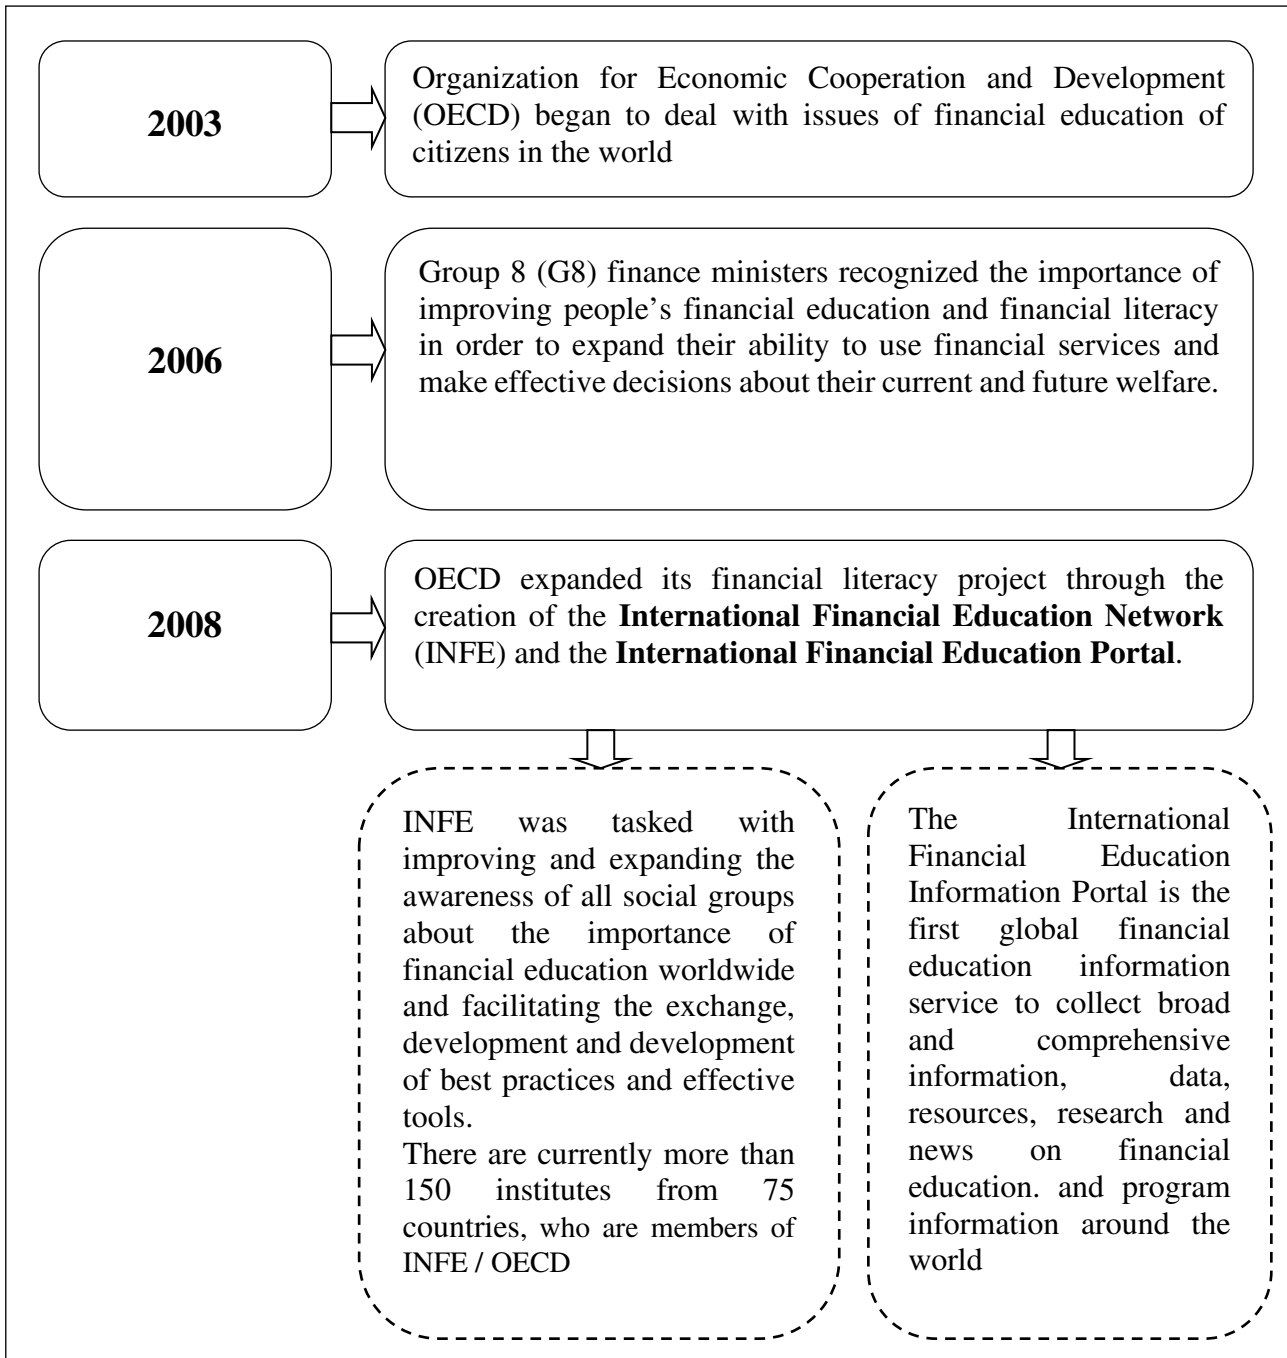 2003
Organization for Economic Cooperation and Development
(OECD) began to deal with issues of financial education of
citizens in the world
2006
Group 8 (G8) finance ministers recognized the importance of
improving people’s financial education and financial literacy
in order to expand their ability to use financial services and
make effective decisions about their current and future welfare.
2008
OECD expanded its financial literacy project through the
creation of the International Financial Education Network
(INFE) and the International Financial Education Portal.
INFE was tasked with
improving and expanding the
awareness of all social groups
about the importance of
financial education worldwide
and facilitating the exchange,
development and development
of best practices and effective
tools.
There are currently more than
150 institutes from 75
countries, who are members of
INFE / OECD
The International
Financial Education
Information Portal is the
first global financial
education information
service to collect broad
and comprehensive
information, data,
resources, research and
news on financial
education. and program
information around the
world